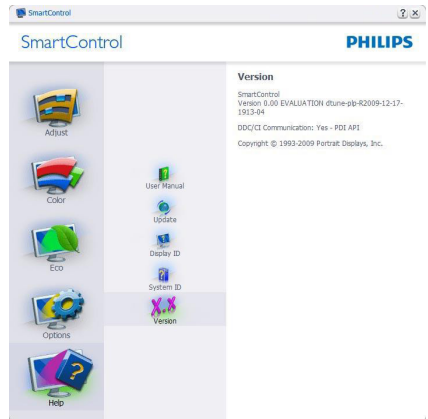 SmartControl
SmartControl
PHILIPS
Adjust
Color
Eco
Options
Help
User Manual
Update
Display ID
System ID
X.X
Version
Version
SmartControl
Version 0.00 EVALUATION dtune-plp-R2009-12-17-
1913-04
DDC/CI Communication: Yes - PDI API
Copyright © 1993-2009 Portrait Displays, Inc.